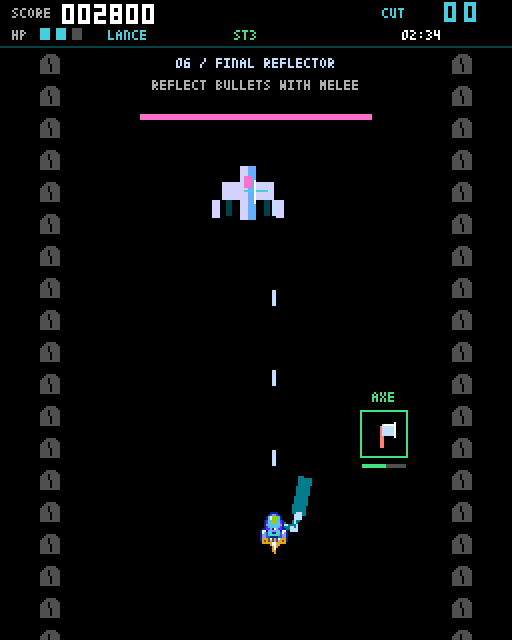 SCORE 002800 CUT 00
HP LANCE ST3 02:34
06 / FINAL REFLECTOR
REFLECT BULLETS WITH MELEE
AXE